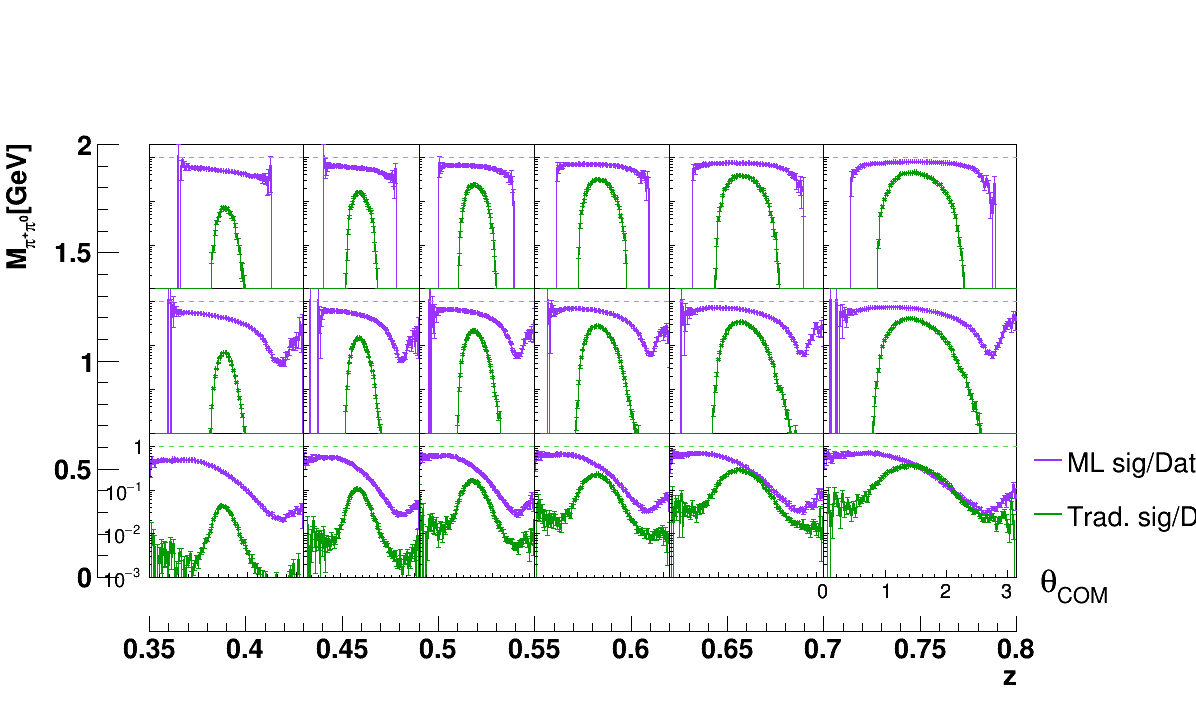 M_{π⁺π⁰}[GeV]
2
1.5
1
0.5
0
1
10⁻¹
10⁻²
10⁻³
ML sig/Dat
Trad. sig/D
0 1 2 3
θ_{COM}
0.35 0.4 0.45 0.5 0.55 0.6 0.65 0.7 0.75 0.8
z